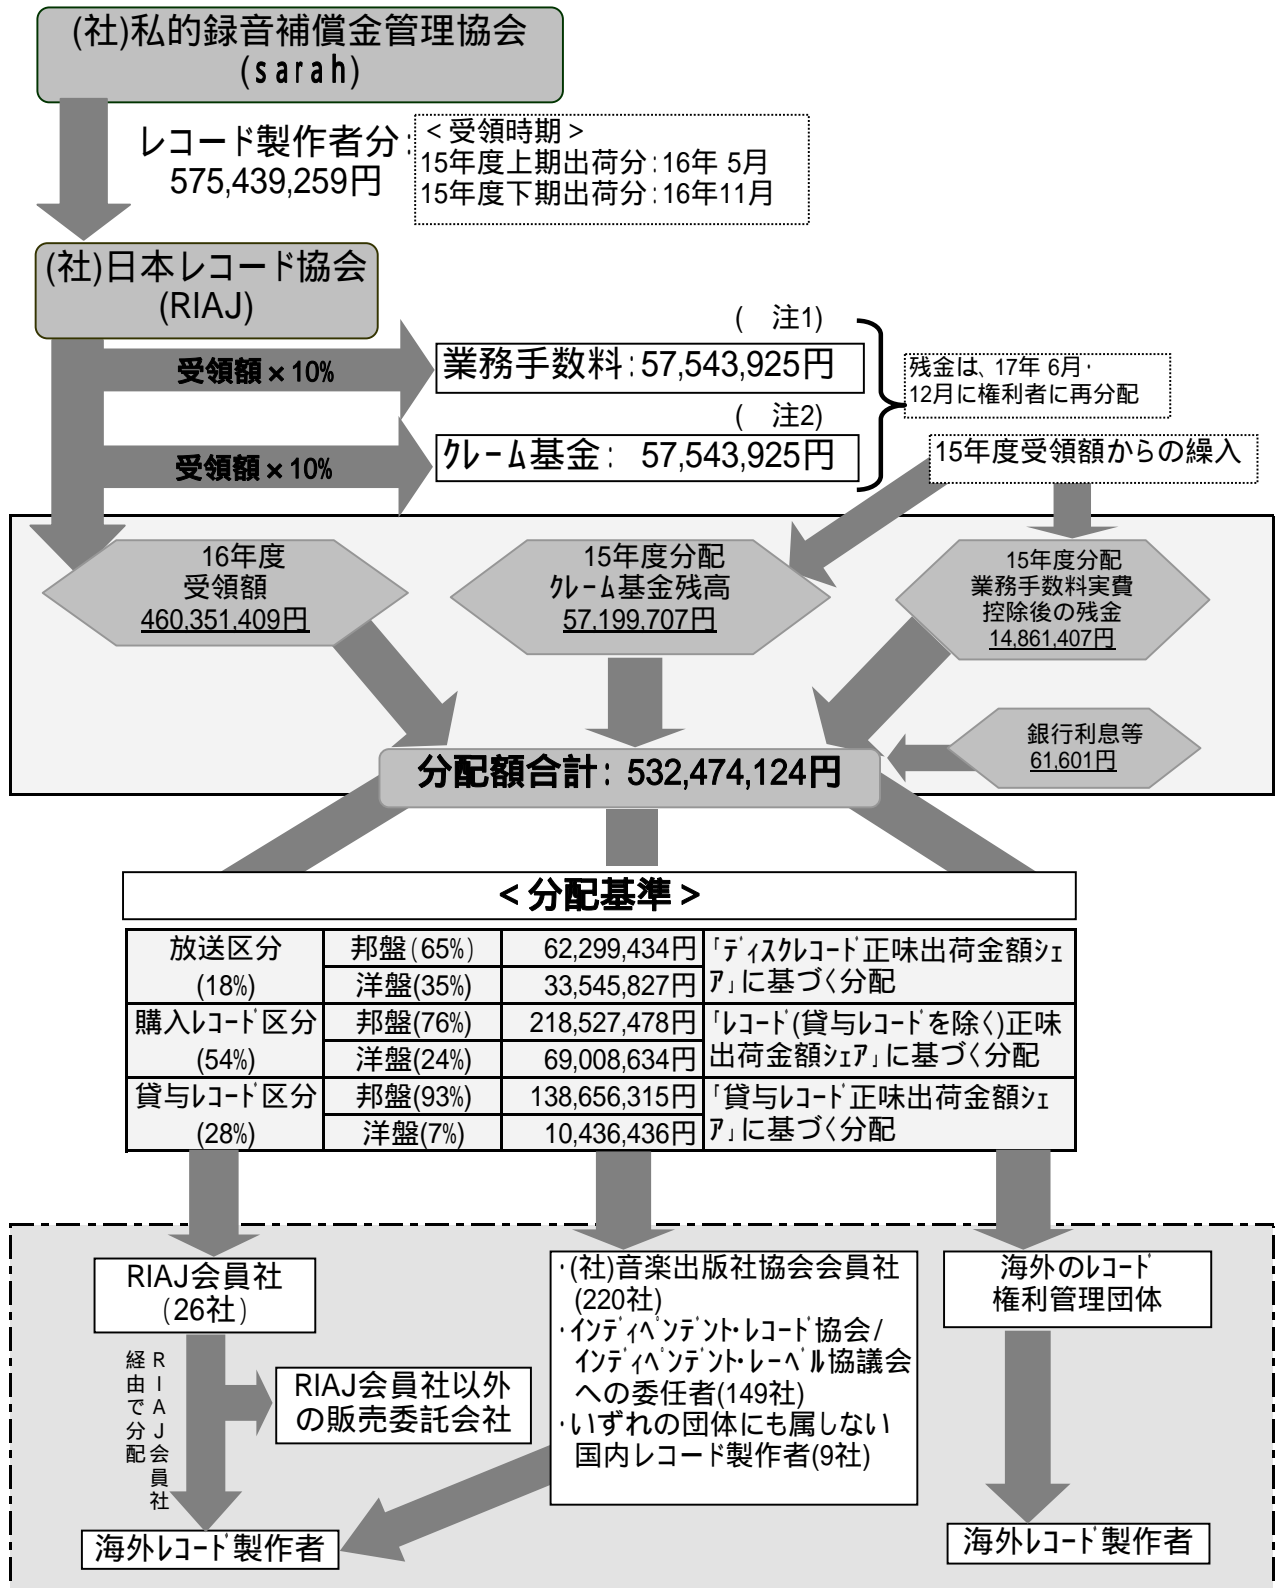 (社)私的録音補償金管理協会
(sarah)
レコード製作者分:
575,439,259円
<受領時期>
15年度上期出荷分:16年 5月
15年度下期出荷分:16年11月
(社)日本レコード協会
(RIAJ)
受領額×10%
(　注1)
業務手数料:57,543,925円
受領額×10%
(　注2)
クレーム基金: 57,543,925円
残金は、17年 6月・
12月に権利者に再分配
15年度受領額からの繰入
16年度
受領額
460,351,409円
15年度分配
クレーム基金残高
57,199,707円
15年度分配
業務手数料実費
控除後の残金
14,861,407円
銀行利息等
61,601円
分配額合計: 532,474,124円
<分配基準>
放送区分
(18%)
邦盤(65%) 62,299,434円
洋盤(35%) 33,545,827円
「ディスクレコード正味出荷金額シェ
ア」に基づく分配
購入レコード区分
(54%)
邦盤(76%) 218,527,478円
洋盤(24%) 69,008,634円
「レコード(貸与レコードを除く)正味
出荷金額シェア」に基づく分配
貸与レコード区分
(28%)
邦盤(93%) 138,656,315円
洋盤(7%) 10,436,436円
「貸与レコード正味出荷金額シェ
ア」に基づく分配
RIAJ会員社
(26社)
RIAJ会員社
経由で分配
RIAJ会員社以外
の販売委託会社
海外レコード製作者
・(社)音楽出版社協会会員社
(220社)
・インディペンデント・レコード協会/
インディペンデント・レーベル協議会
への委任者(149社)
・いずれの団体にも属しない
国内レコード製作者(9社)
海外のレコード
権利管理団体
海外レコード製作者